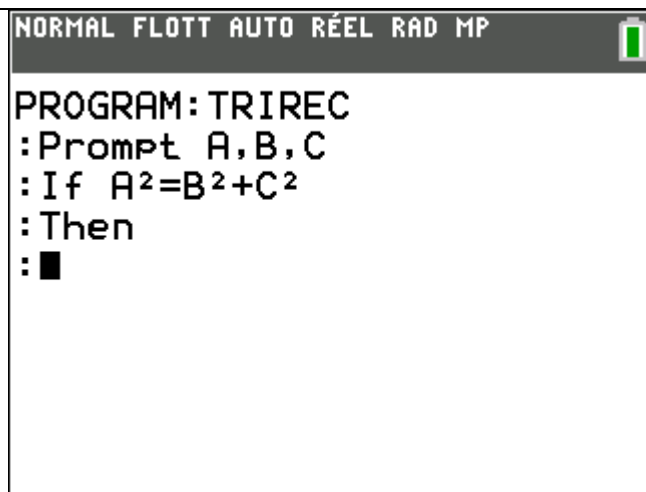 NORMAL FLOTT AUTO RÉEL RAD MP
PROGRAM:TRIREC
:Prompt A,B,C
:If A²=B²+C²
:Then
: